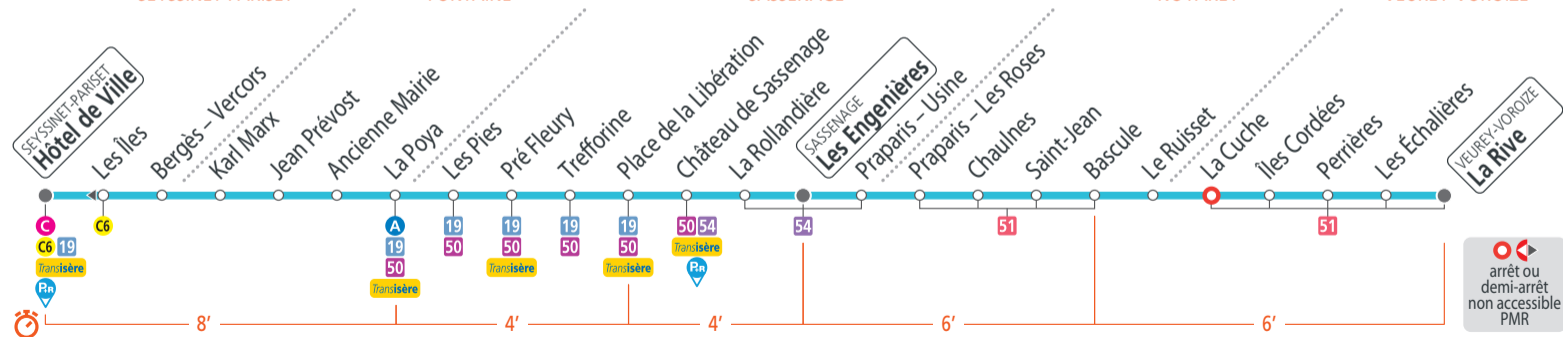 SEYSSINET-PARISET
Hôtel de Ville
Les Îles
Bergès – Vercors
Karl Marx
Jean Prévost
Ancienne Mairie
La Poya
Les Pies
Pré Fleury
Trefforine
Place de la Libération
Château de Sassenage
La Rollandière
SASSENAGE
Les Engenières
Praparis – Usine
Praparis – Les Roses
Chaulnes
Saint-Jean
Bascule
Le Ruisset
La Cuche
Îles Cordées
Perrières
Les Échalières
VEUREY-VOROIZE
La Rive
C
C6 19
Transisère
P+R
C6
A
19
50
Transisère
19
50
19
50
Transisère
19
50
19
50
Transisère
50 54
Transisère
P+R
54
51
51
arrêt ou
demi-arrêt
non accessible
PMR
8’
4’
4’
6’
6’